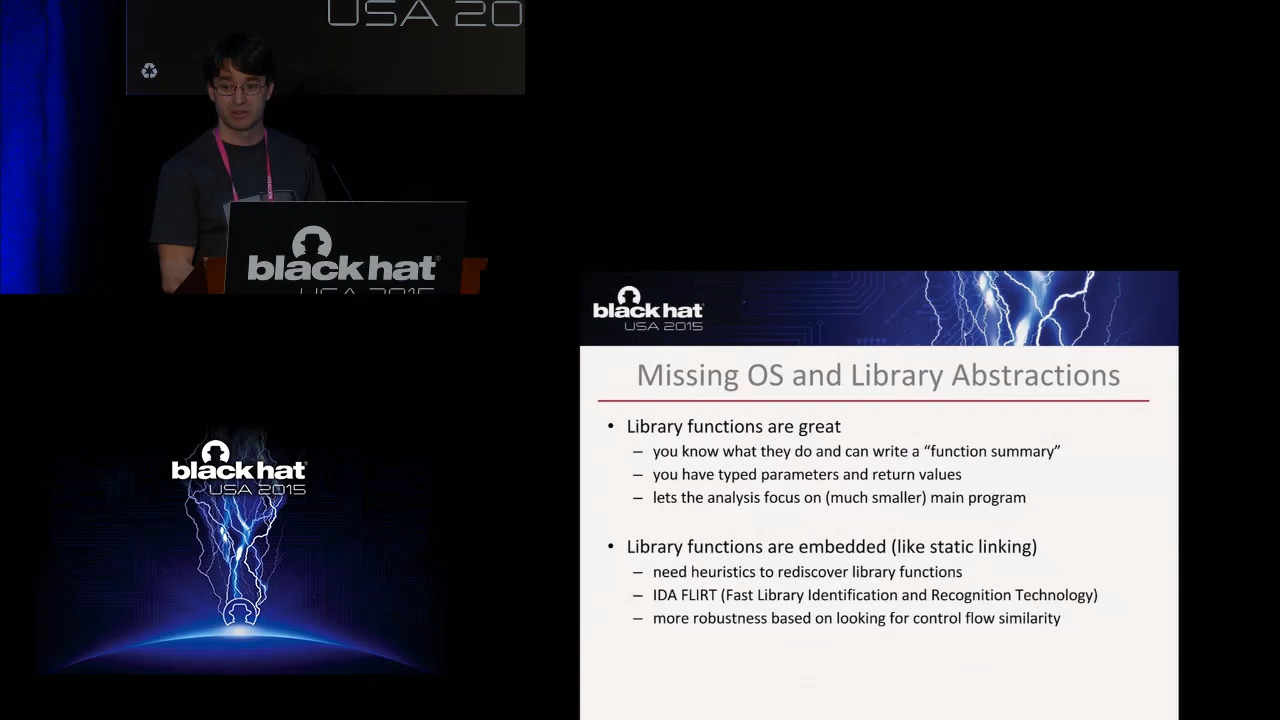 USA 20
black hat
USA 2015
black hat
USA 2015
black hat
USA 2015
Missing OS and Library Abstractions
• Library functions are great
– you know what they do and can write a “function summary”
– you have typed parameters and return values
– lets the analysis focus on (much smaller) main program
• Library functions are embedded (like static linking)
– need heuristics to rediscover library functions
– IDA FLIRT (Fast Library Identification and Recognition Technology)
– more robustness based on looking for control flow similarity